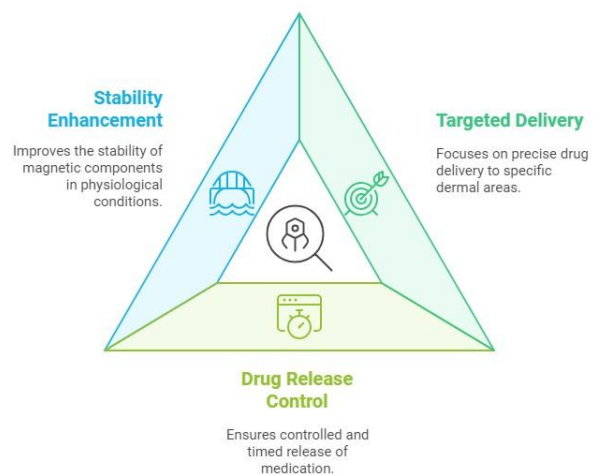 Stability
Enhancement
Improves the stability of
magnetic components
in physiological
conditions.
Targeted Delivery
Focuses on precise drug
delivery to specific
dermal areas.
Drug Release
Control
Ensures controlled and
timed release of
medication.